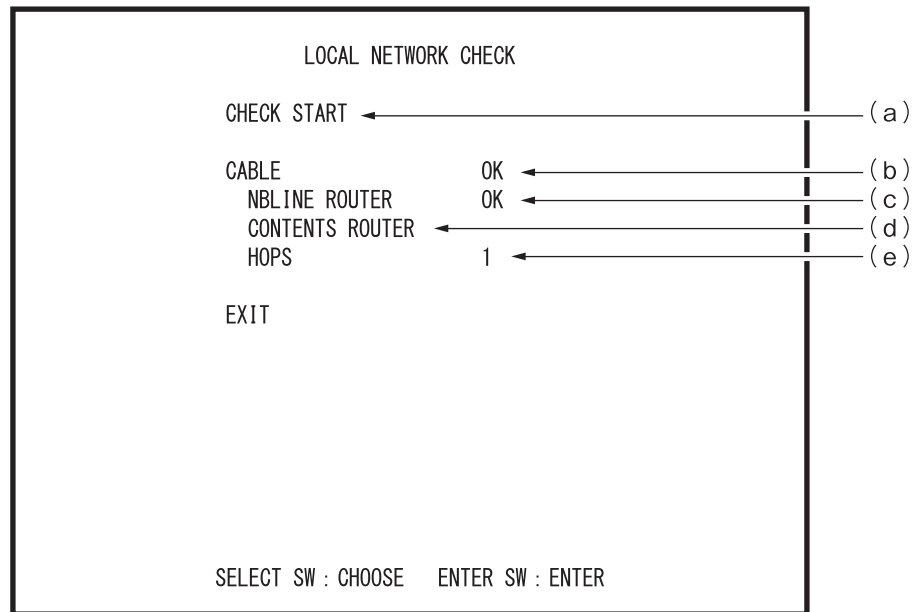 LOCAL NETWORK CHECK
CHECK START (a)
CABLE OK (b)
NBLINE ROUTER OK (c)
CONTENTS ROUTER (d)
HOPS 1 (e)
EXIT
SELECT SW : CHOOSE ENTER SW : ENTER